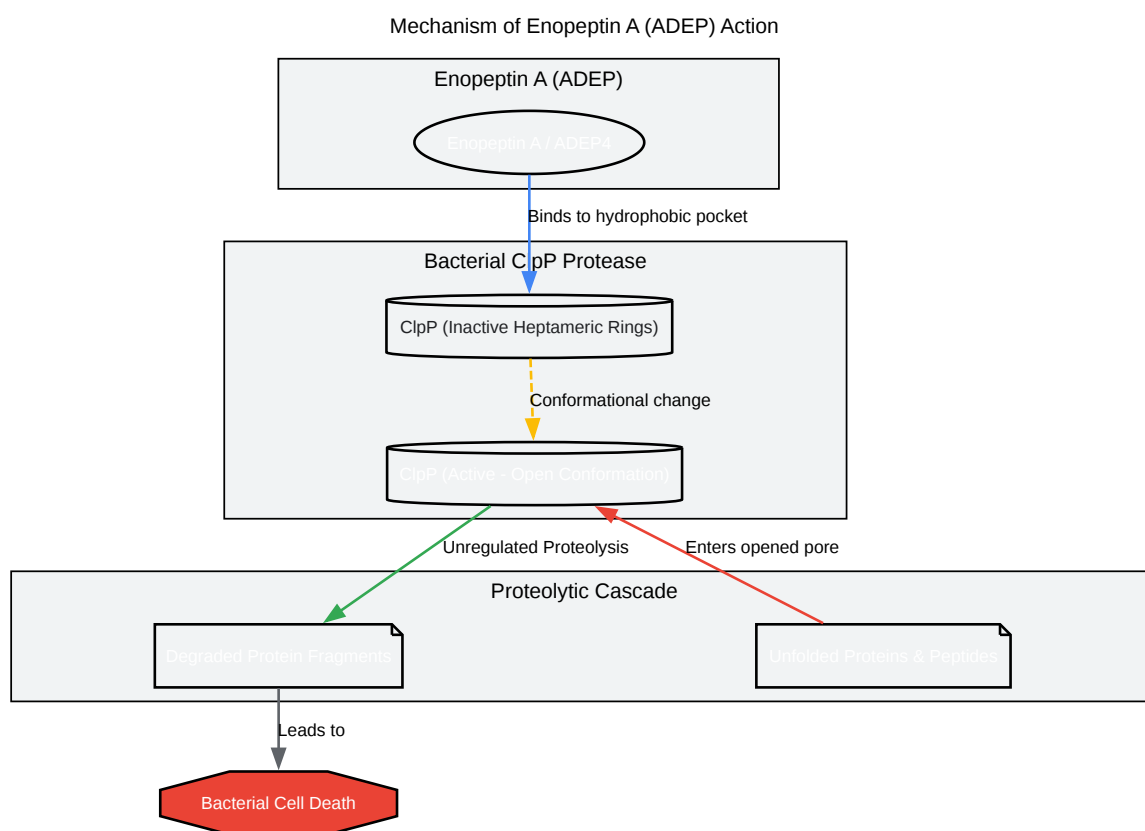 Mechanism of Enopeptin A (ADEP) Action
Enopeptin A (ADEP)
Enopeptin A / ADEP4
Binds to hydrophobic pocket
Bacterial ClpP Protease
ClpP (Inactive Heptameric Rings)
Conformational change
ClpP (Active - Open Conformation)
Unregulated Proteolysis
Enters opened pore
Proteolytic Cascade
Degraded Protein Fragments
Unfolded Proteins & Peptides
Leads to
Bacterial Cell Death